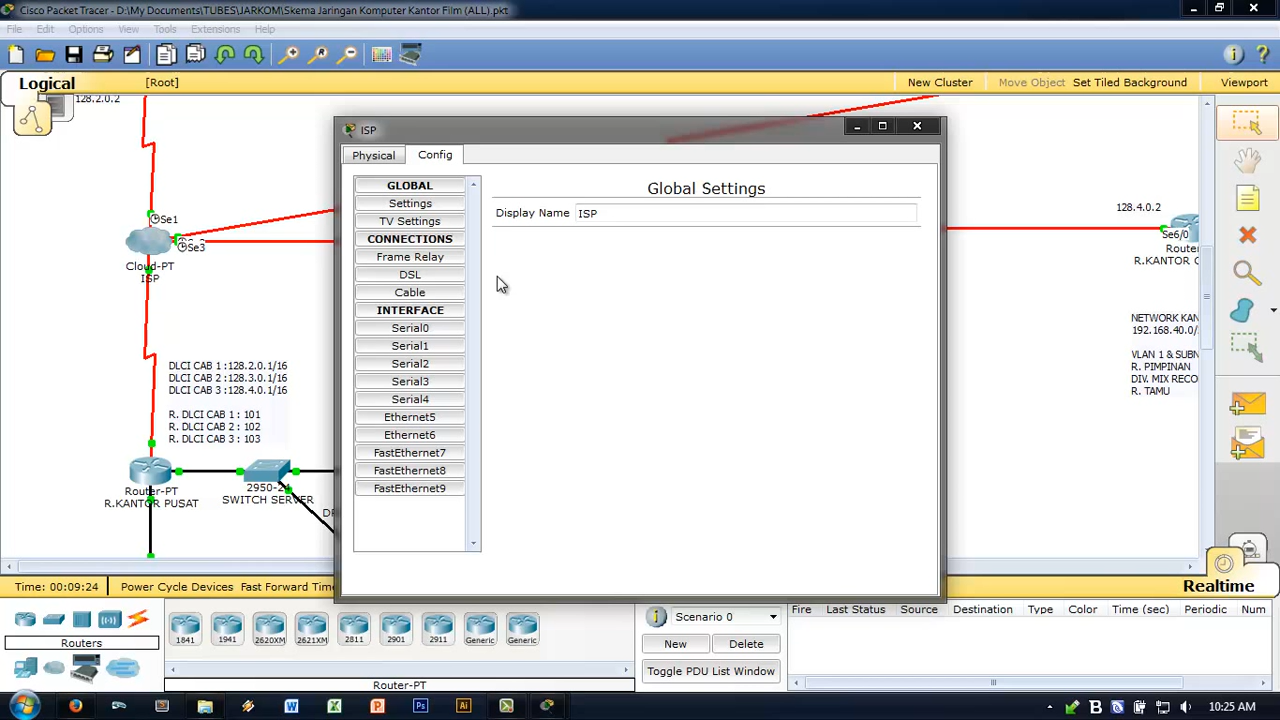 Cisco Packet Tracer - D:\My Documents\TUBES\JARKOM\Skema Jaringan Komputer Kantor Film (ALL).pkt
File Edit Options View Tools Extensions Help
Logical
[Root]
New Cluster
Move Object
Set Tiled Background
Viewport
128.2.0.2
Se1
Se3
Cloud-PT
ISP
DLCI CAB 1 :128.2.0.1/16
DLCI CAB 2 :128.3.0.1/16
DLCI CAB 3 :128.4.0.1/16
R. DLCI CAB 1 : 101
R. DLCI CAB 2 : 102
R. DLCI CAB 3 : 103
Router-PT
R.KANTOR PUSAT
2950-24
SWITCH SERVER
ISP
Physical
Config
GLOBAL
Settings
TV Settings
CONNECTIONS
Frame Relay
DSL
Cable
INTERFACE
Serial0
Serial1
Serial2
Serial3
Serial4
Ethernet5
Ethernet6
FastEthernet7
FastEthernet8
FastEthernet9
Global Settings
Display Name
ISP
128.4.0.2
Se6/0
Router
R.KANTOR C
NETWORK KAN
192.168.40.0/
VLAN 1 & SUBN
R. PIMPINAN
DIV. MIX RECO
R. TAMU
Time: 00:09:24
Power Cycle Devices
Fast Forward Time
Realtime
Routers
1841
1941
2620XM
2621XM
2811
2901
2911
Generic
Generic
Router-PT
Scenario 0
New
Delete
Toggle PDU List Window
Fire
Last Status
Source
Destination
Type
Color
Time (sec)
Periodic
Num
10:25 AM